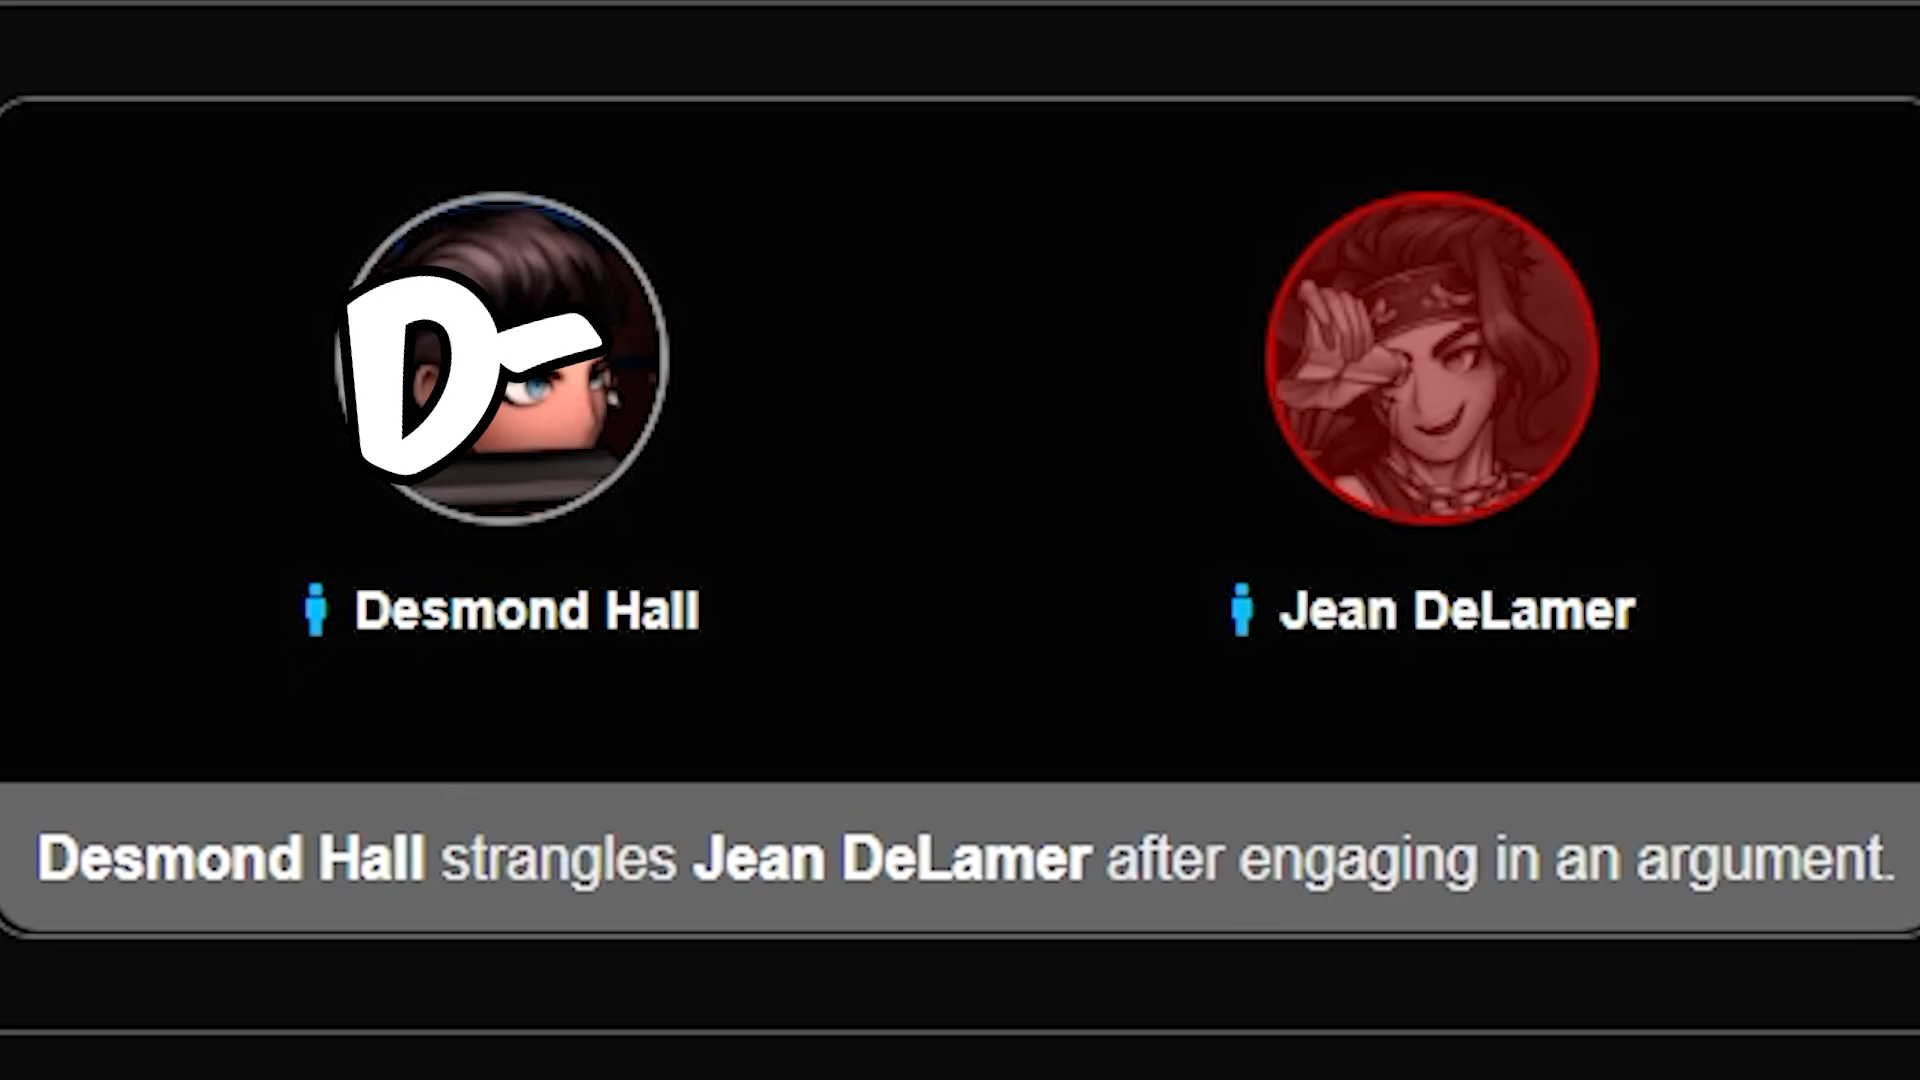 D-
Desmond Hall
Jean DeLamer
Desmond Hall strangles Jean DeLamer after engaging in an argument.